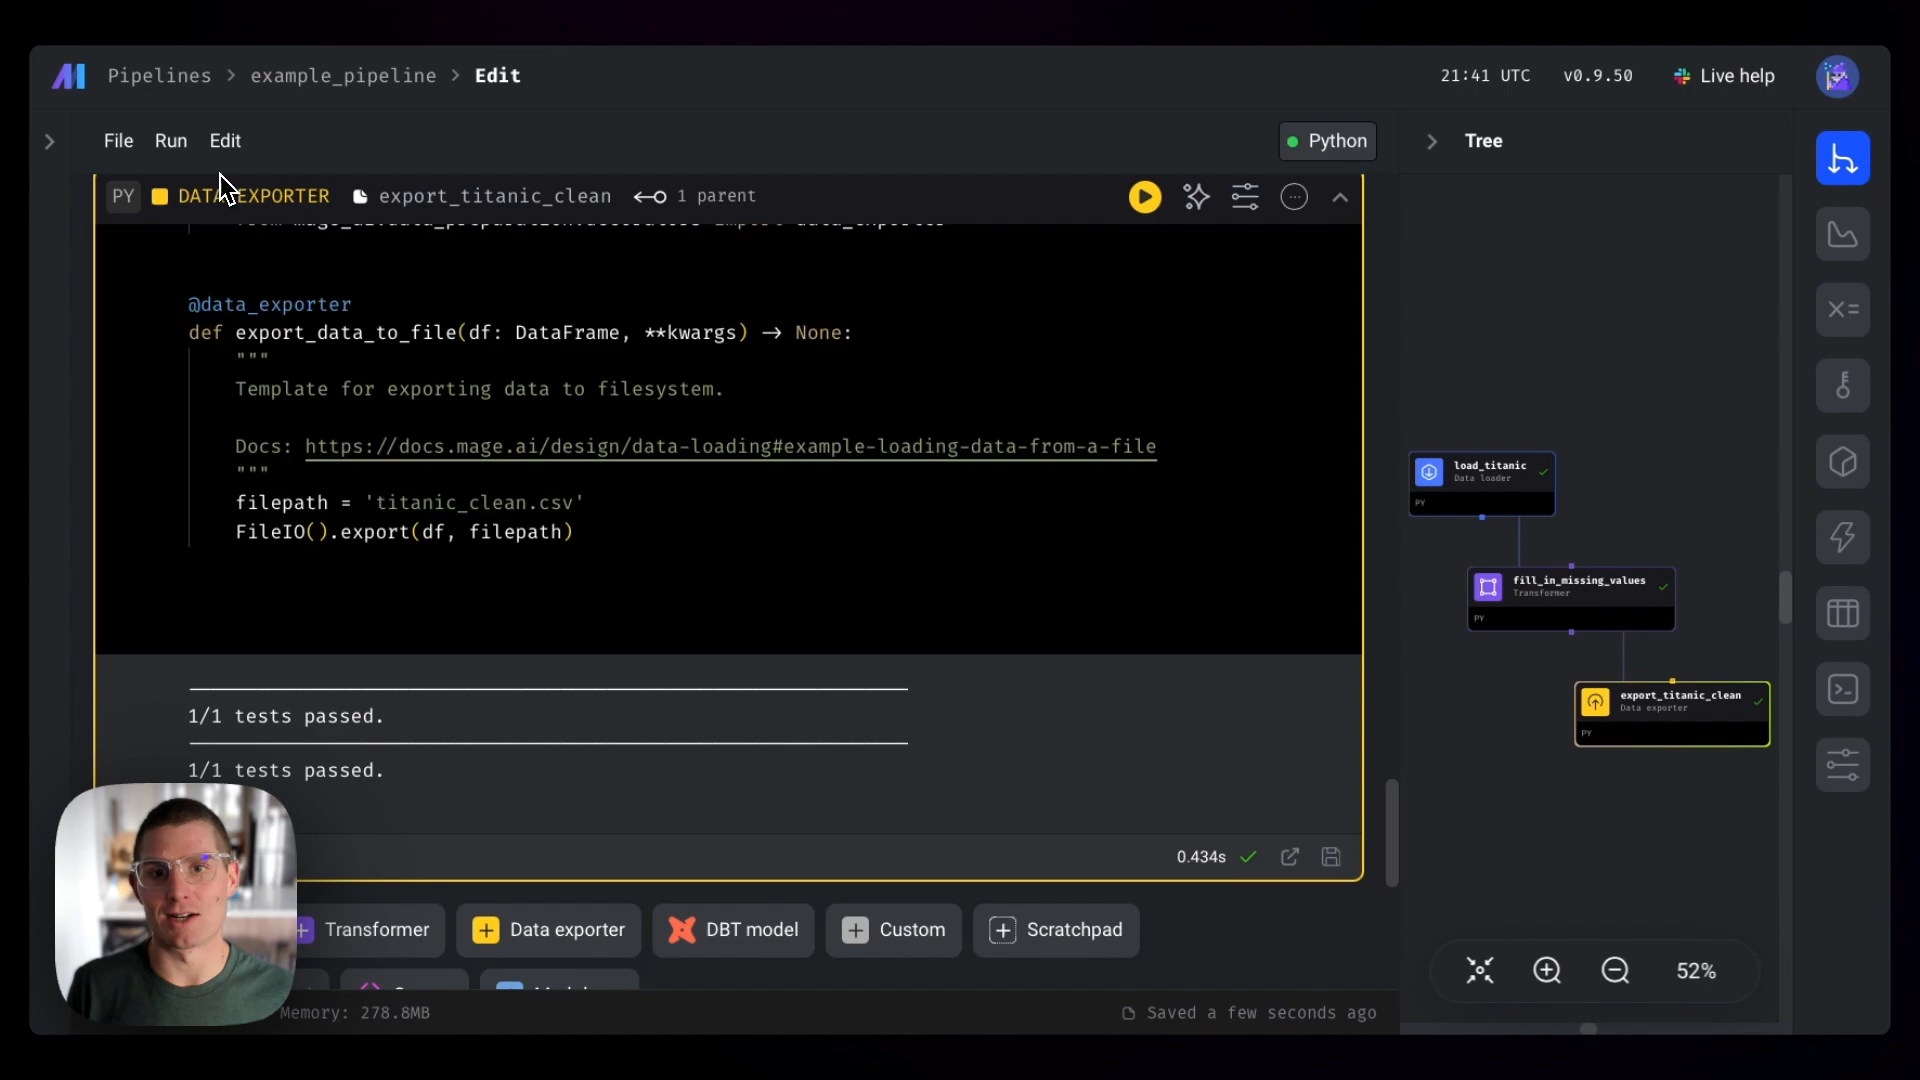 Pipelines > example_pipeline > Edit
21:41 UTC v0.9.50 Live help
File Run Edit
Python
Tree
PY DATA EXPORTER export_titanic_clean 1 parent
@data_exporter
def export_data_to_file(df: DataFrame, **kwargs) → None:
"""
Template for exporting data to filesystem.
Docs: https://docs.mage.ai/design/data-loading#example-loading-data-from-a-file
"""
filepath = 'titanic_clean.csv'
FileIO().export(df, filepath)
1/1 tests passed.
1/1 tests passed.
0.434s
+ Transformer
+ Data exporter
DBT model
+ Custom
+ Scratchpad
Memory: 278.8MB
Saved a few seconds ago
load_titanic
Data loader
PY
fill_in_missing_values
Transformer
PY
export_titanic_clean
Data exporter
PY
52%